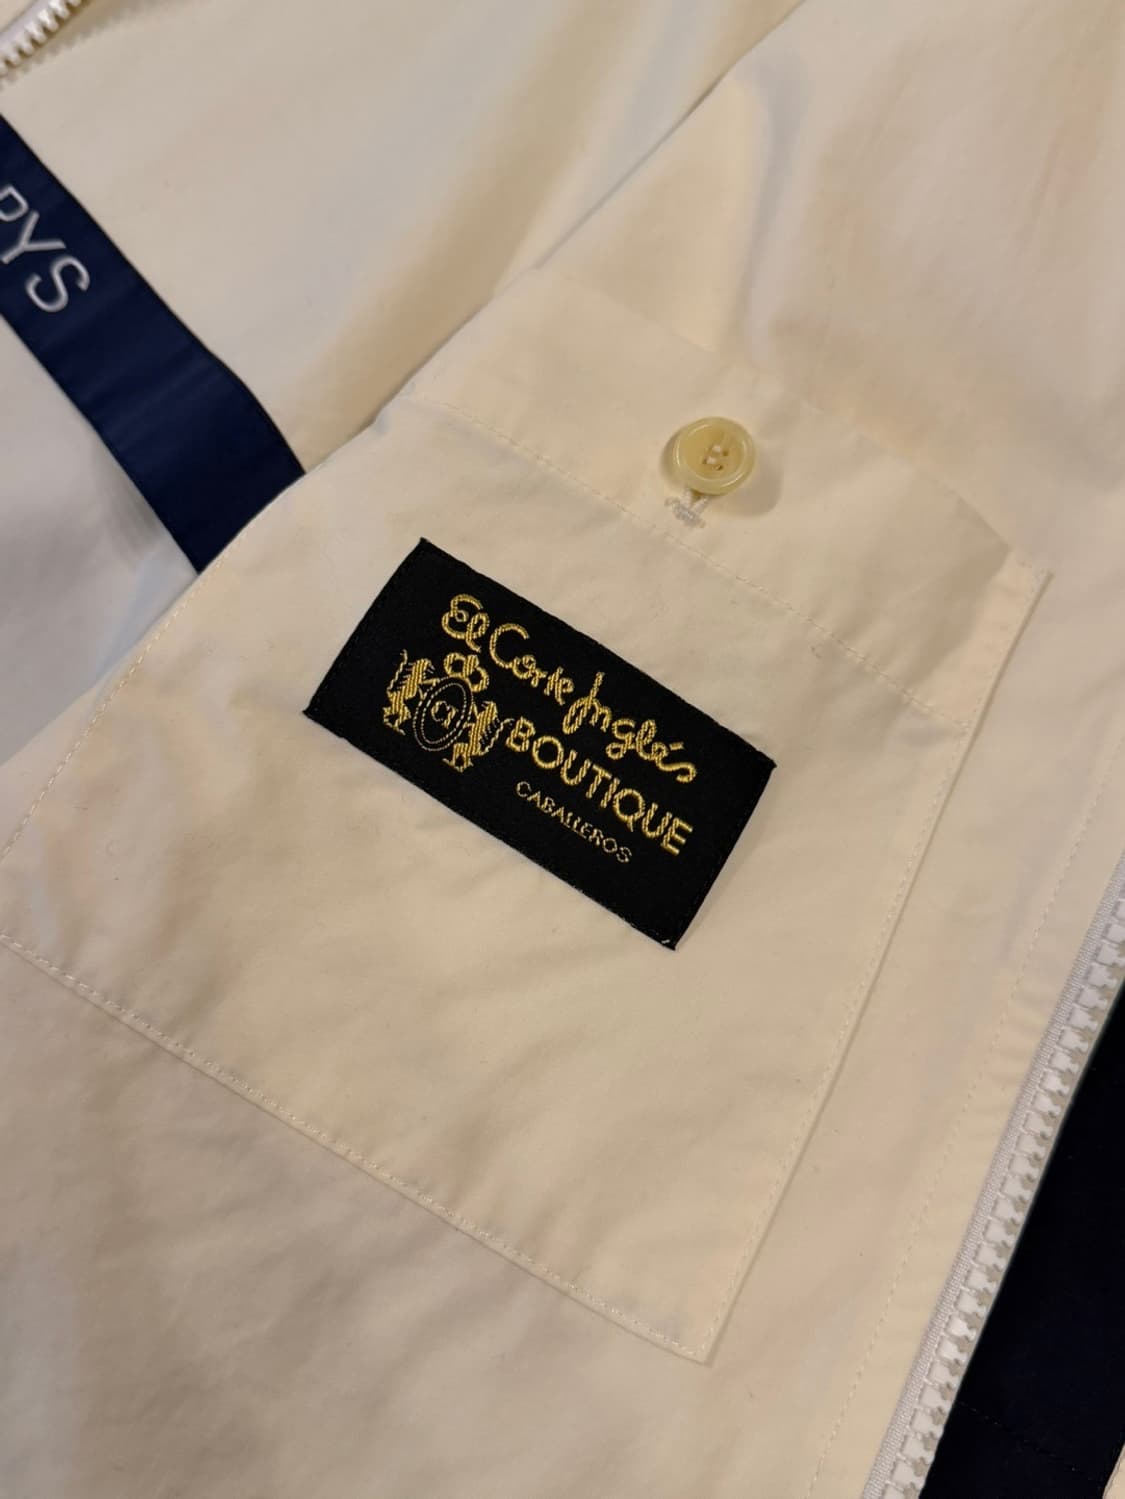 PYS
El Corte Inglés
CI
BOUTIQUE
CABALLEROS